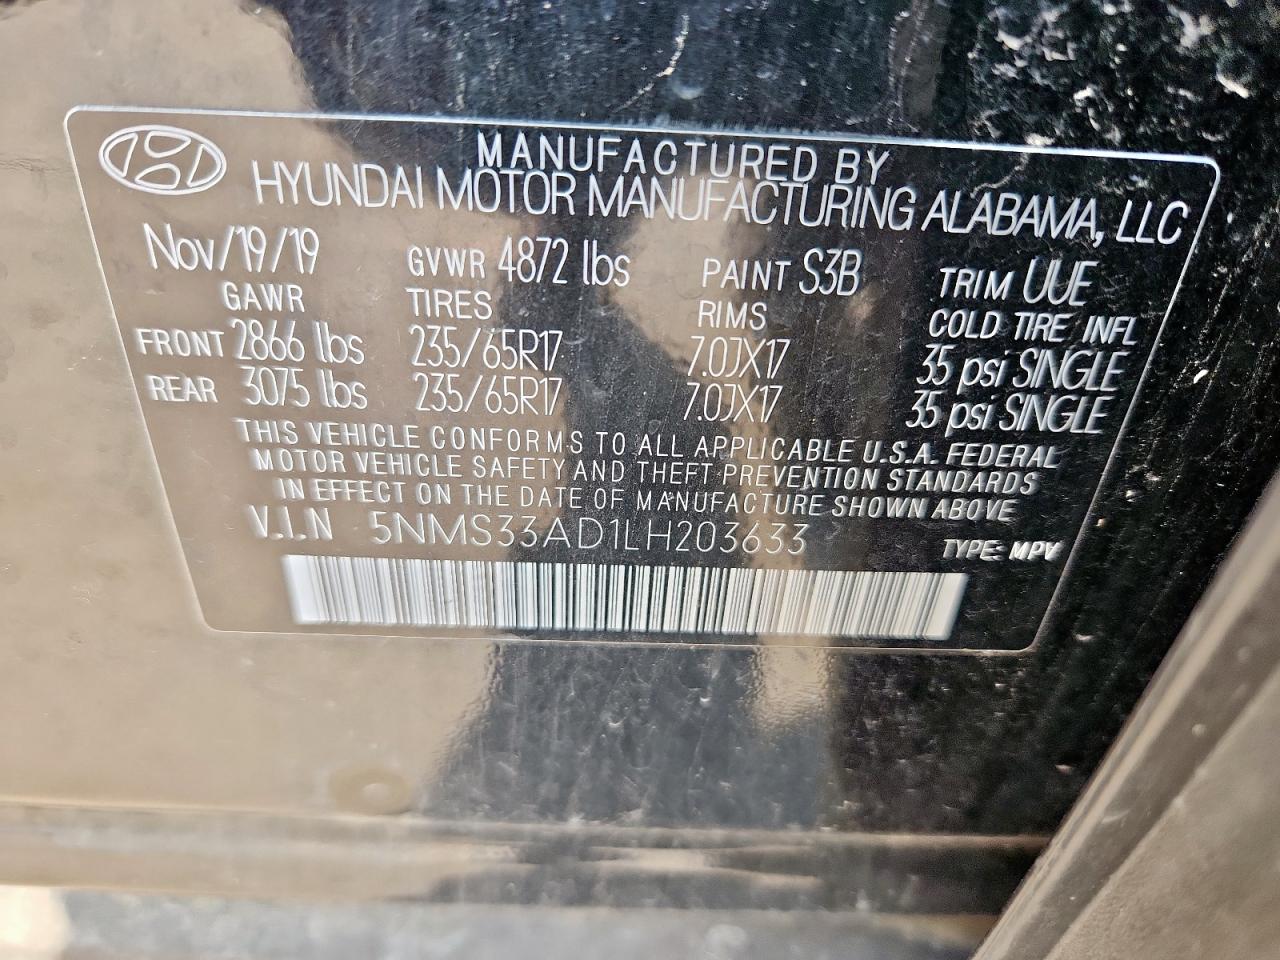 MANUFACTURED BY
HYUNDAI MOTOR MANUFACTURING ALABAMA, LLC
Nov/19/19 GVWR 4872 lbs PAINT S3B TRIM UUE
GAWR TIRES RIMS COLD TIRE INFL
FRONT 2866 lbs 235/65R17 7.0JX17 35 psi SINGLE
REAR 3075 lbs 235/65R17 7.0JX17 35 psi SINGLE
THIS VEHICLE CONFORMS TO ALL APPLICABLE U.S.A. FEDERAL
MOTOR VEHICLE SAFETY AND THEFT PREVENTION STANDARDS
IN EFFECT ON THE DATE OF MANUFACTURE SHOWN ABOVE
V.I.N 5NMS33AD1LH203633 TYPE: MPV